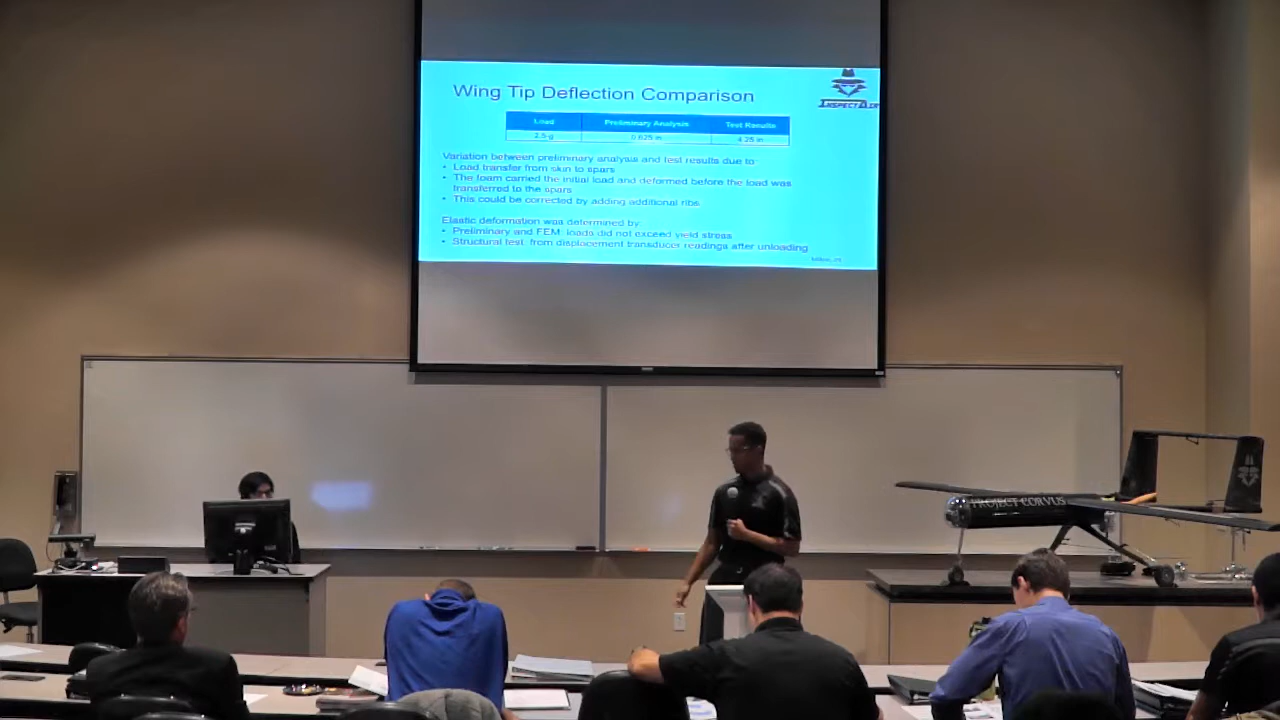 Wing Tip Deflection Comparison
INSPECTAIR
Load Preliminary Analysis Test Results
2.5-g 0.625 in 4.25 in
Variation between preliminary analysis and test results due to:
• Load transfer from skin to spars
• The foam carried the initial load and deformed before the load was
transferred to the spars
• This could be corrected by adding additional ribs
Elastic deformation was determined by:
• Preliminary and FEM: loads did not exceed yield stress
• Structural test: from displacement transducer readings after unloading
PROJECT CORVUS